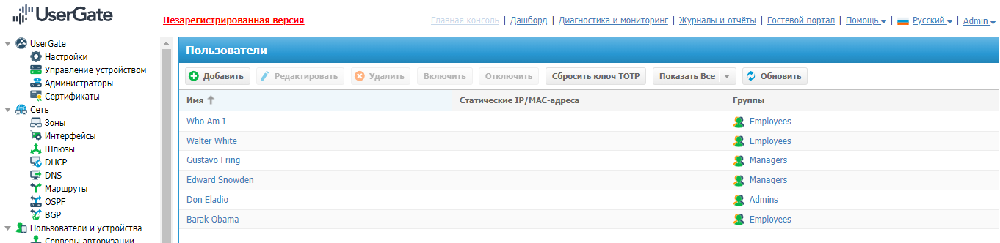 UserGate
Незарегистрированная версия
Главная консоль | Дашборд | Диагностика и мониторинг | Журналы и отчёты | Гостевой портал | Помощь | Русский | Admin
UserGate
Настройки
Управление устройством
Администраторы
Сертификаты
Сеть
Зоны
Интерфейсы
Шлюзы
DHCP
DNS
Маршруты
OSPF
BGP
Пользователи и устройства
Серверы авторизации
Пользователи
Добавить Редактировать Удалить Включить Отключить Сбросить ключ TOTP Показать Все Обновить
Имя Статические IP/MAC-адреса Группы
Who Am I Employees
Walter White Employees
Gustavo Fring Managers
Edward Snowden Managers
Don Eladio Admins
Barak Obama Employees